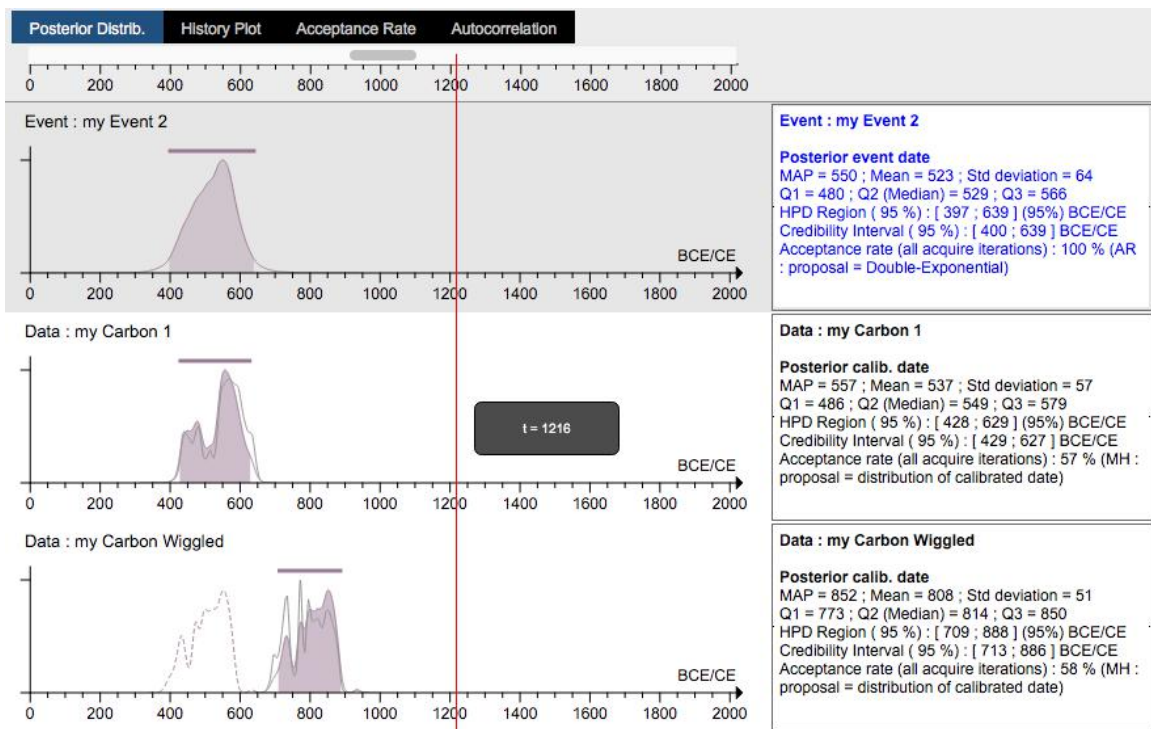 Posterior Distrib. History Plot Acceptance Rate Autocorrelation
0 200 400 600 800 1000 1200 1400 1600 1800 2000
Event : my Event 2
BCE/CE
0 200 400 600 800 1000 1200 1400 1600 1800 2000
Event : my Event 2
Posterior event date
MAP = 550 ; Mean = 523 ; Std deviation = 64
Q1 = 480 ; Q2 (Median) = 529 ; Q3 = 566
HPD Region ( 95 %) : [ 397 ; 639 ] (95%) BCE/CE
Credibility Interval ( 95 %) : [ 400 ; 639 ] BCE/CE
Acceptance rate (all acquire iterations) : 100 % (AR
: proposal = Double-Exponential)
Data : my Carbon 1
t = 1216
BCE/CE
0 200 400 600 800 1000 1200 1400 1600 1800 2000
Data : my Carbon 1
Posterior calib. date
MAP = 557 ; Mean = 537 ; Std deviation = 57
Q1 = 486 ; Q2 (Median) = 549 ; Q3 = 579
HPD Region ( 95 %) : [ 428 ; 629 ] (95%) BCE/CE
Credibility Interval ( 95 %) : [ 429 ; 627 ] BCE/CE
Acceptance rate (all acquire iterations) : 57 % (MH :
proposal = distribution of calibrated date)
Data : my Carbon Wiggled
BCE/CE
0 200 400 600 800 1000 1200 1400 1600 1800 2000
Data : my Carbon Wiggled
Posterior calib. date
MAP = 852 ; Mean = 808 ; Std deviation = 51
Q1 = 773 ; Q2 (Median) = 814 ; Q3 = 850
HPD Region ( 95 %) : [ 709 ; 888 ] (95%) BCE/CE
Credibility Interval ( 95 %) : [ 713 ; 886 ] BCE/CE
Acceptance rate (all acquire iterations) : 58 % (MH :
proposal = distribution of calibrated date)